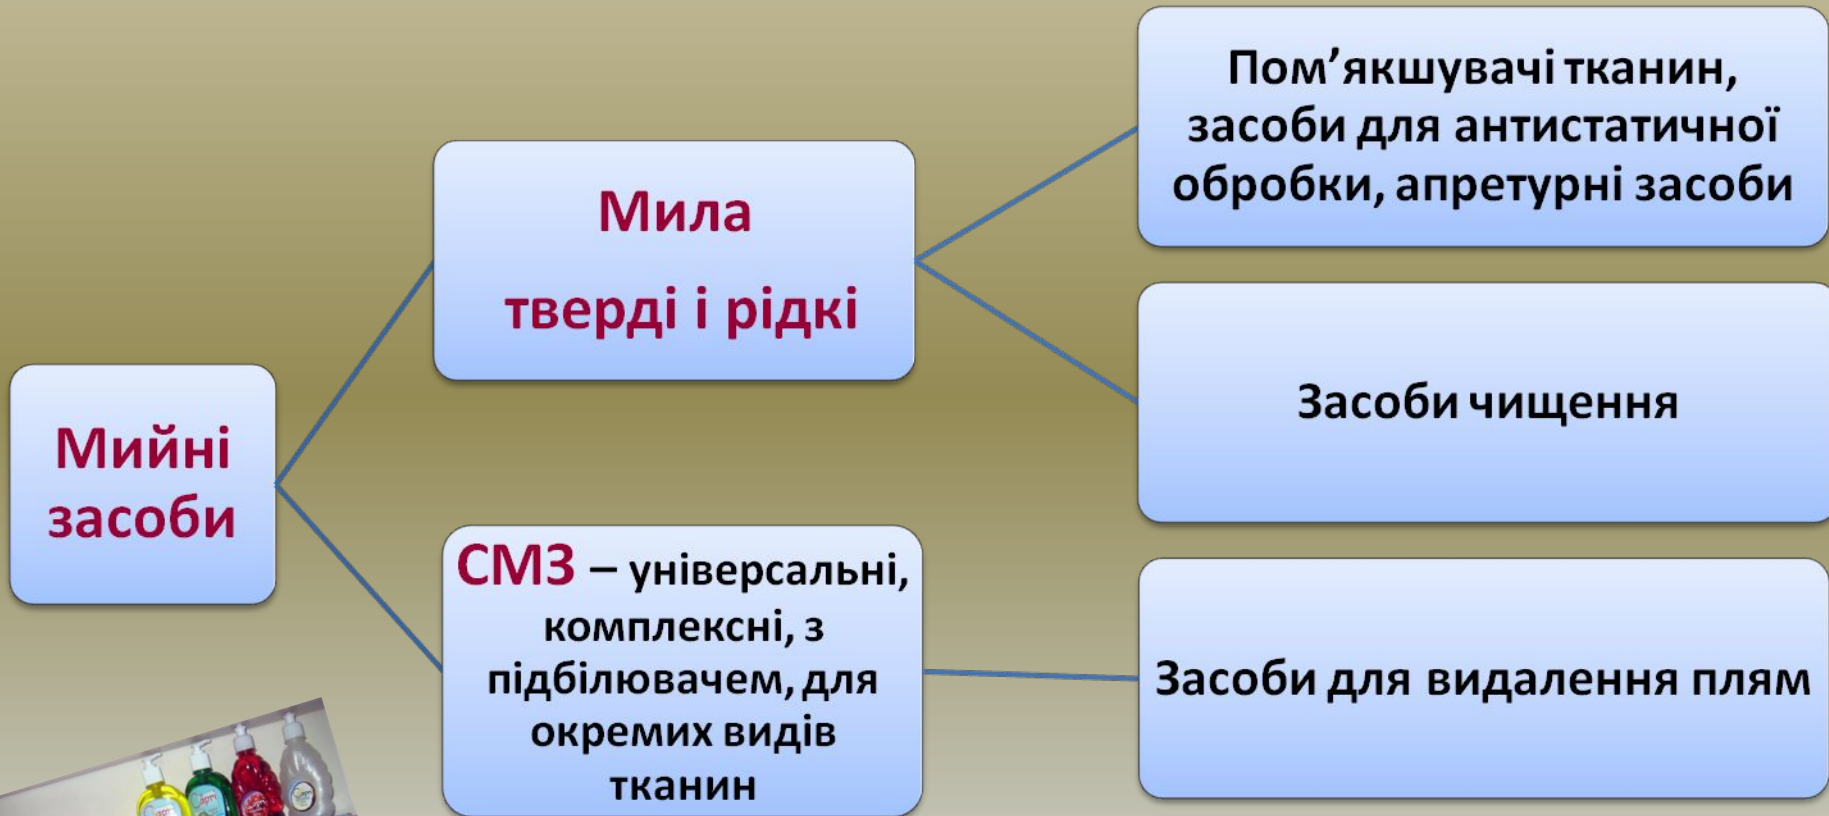 Мийні
засоби
Мила
тверді і рідкі
СМЗ – універсальні,
комплексні, з
підбілювачем, для
окремих видів
тканин
Пом’якшувачі тканин,
засоби для антистатичної
обробки, апретурні засоби
Засоби чищення
Засоби для видалення плям